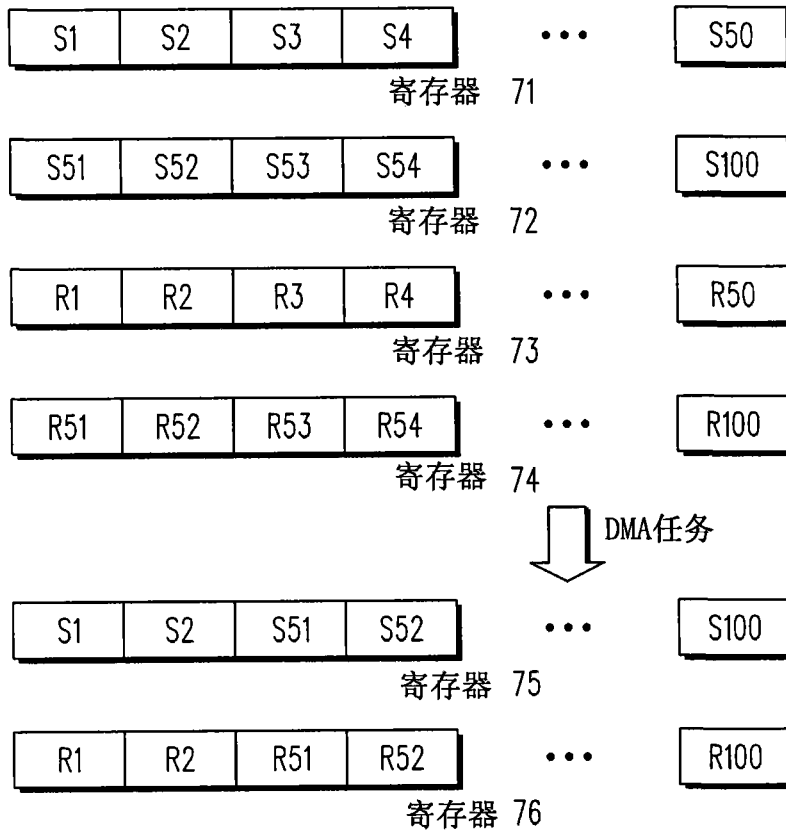 S1 S2 S3 S4 ••• S50
寄存器 71
S51 S52 S53 S54 ••• S100
寄存器 72
R1 R2 R3 R4 ••• R50
寄存器 73
R51 R52 R53 R54 ••• R100
寄存器 74
DMA任务
S1 S2 S51 S52 ••• S100
寄存器 75
R1 R2 R51 R52 ••• R100
寄存器 76